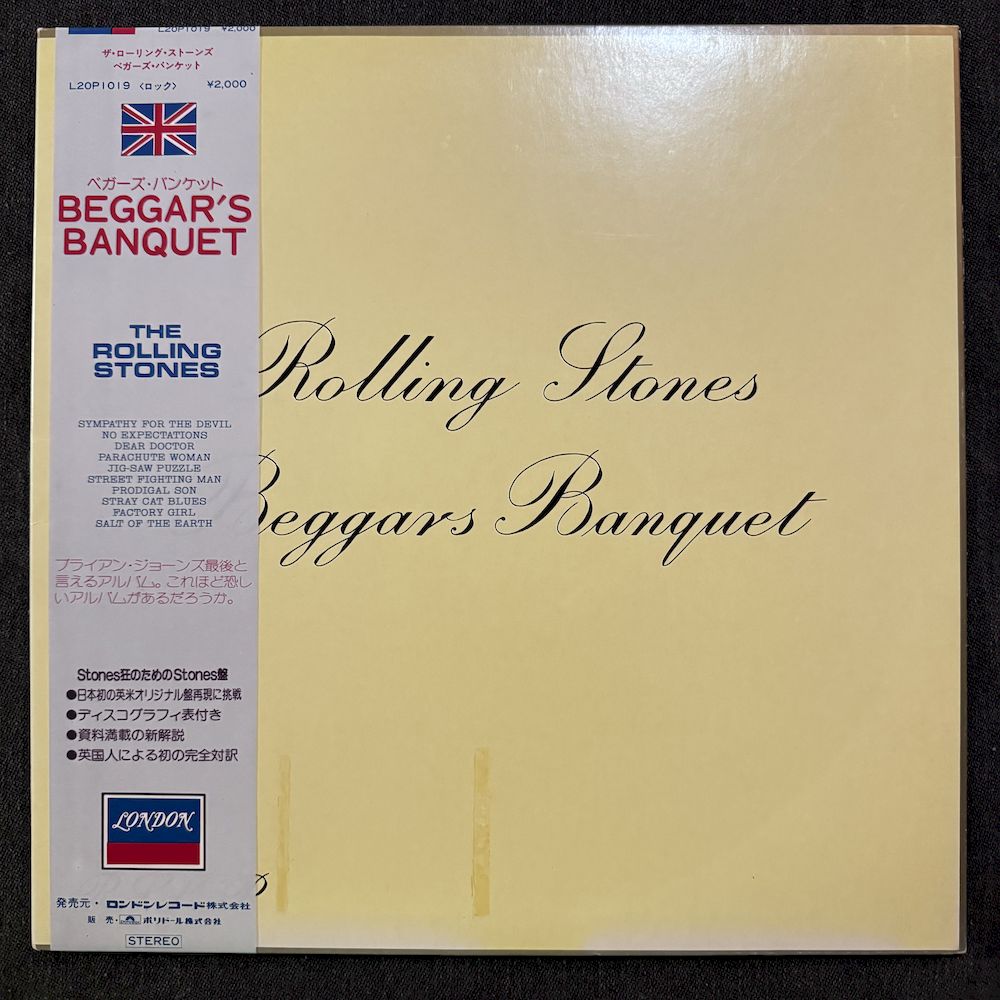 L20P1019 ¥2,000
ザ・ローリング・ストーンズ
ベガーズ・バンケット
L20P1019 〈ロック〉 ¥2,000
ベガーズ・バンケット
BEGGAR'S
BANQUET
THE
ROLLING
STONES
SYMPATHY FOR THE DEVIL
NO EXPECTATIONS
DEAR DOCTOR
PARACHUTE WOMAN
JIG-SAW PUZZLE
STREET FIGHTING MAN
PRODIGAL SON
STRAY CAT BLUES
FACTORY GIRL
SALT OF THE EARTH
ブライアン・ジョーンズ最後と
言えるアルバム。これほど恐し
いアルバムがあるだろうか。
Stones狂のためのStones盤
●日本初の英米オリジナル盤再現に挑戦
●ディスコグラフィ表付き
●資料満載の新解説
●英国人による初の完全対訳
LONDON
発売元・ロンドンレコード株式会社
販売・ポリドール株式会社
STEREO
Rolling Stones
Beggars Banquet